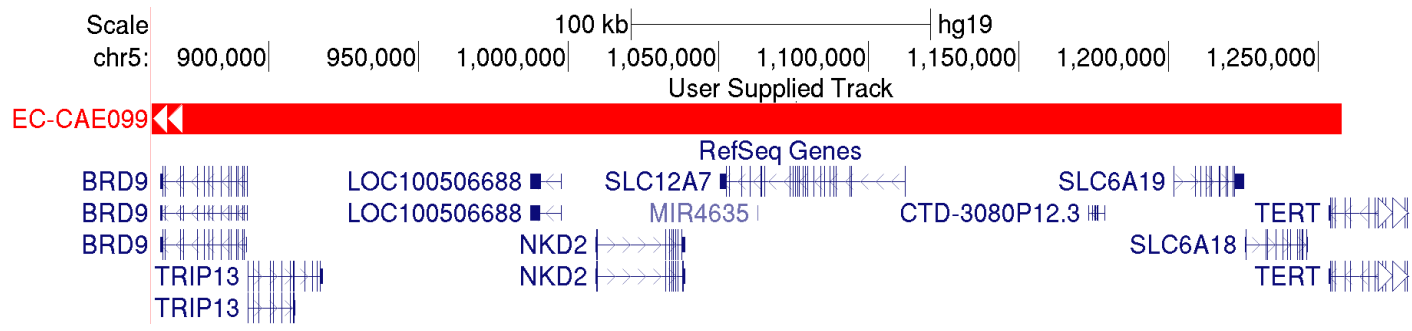 Scale 100 kb hg19
chr5: 900,000 950,000 1,000,000 1,050,000 1,100,000 1,150,000 1,200,000 1,250,000
User Supplied Track
EC-CAE099
RefSeq Genes
BRD9 LOC100506688 SLC12A7 SLC6A19
BRD9 LOC100506688 MIR4635 CTD-3080P12.3 TERT
BRD9 NKD2 SLC6A18
TRIP13 NKD2 TERT
TRIP13